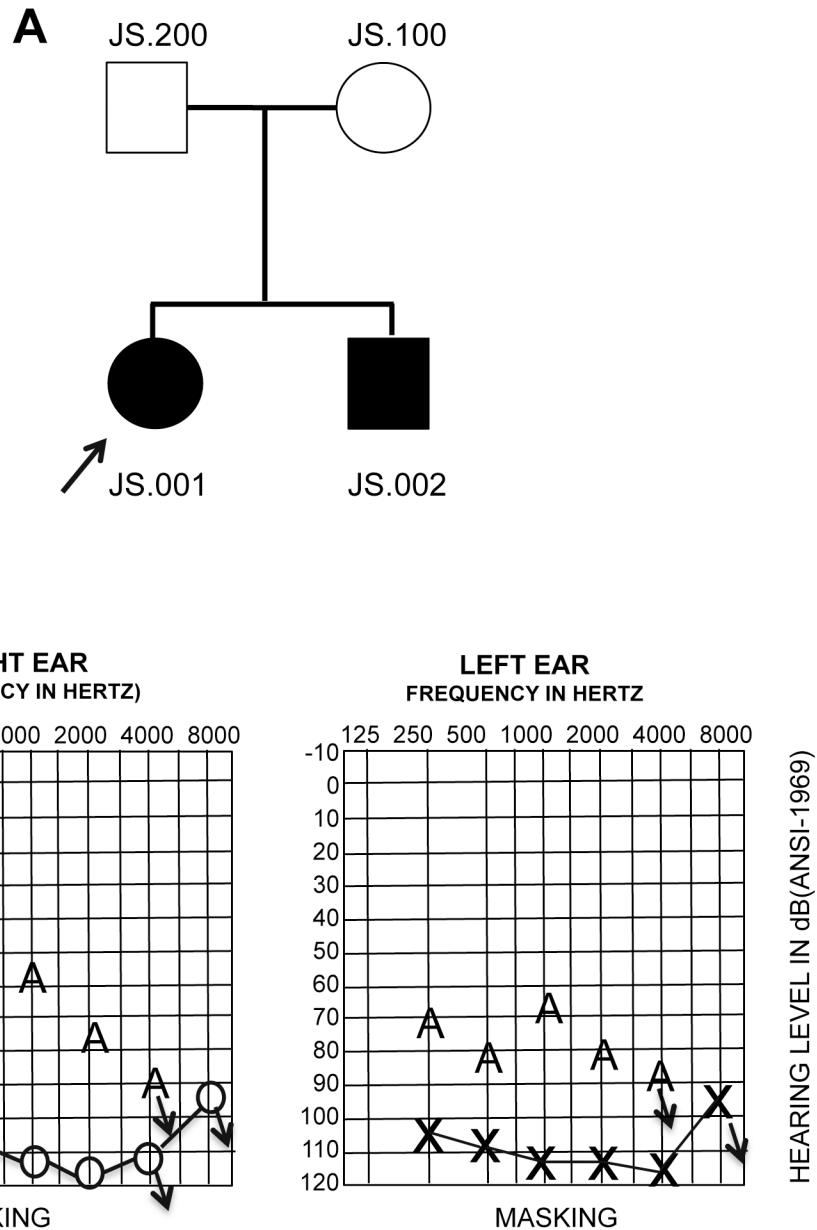 A
JS.200 JS.100
JS.001 JS.002
HT EAR
CY IN HERTZ)
000 2000 4000 8000
A
A
A
KING
LEFT EAR
FREQUENCY IN HERTZ
125 250 500 1000 2000 4000 8000
-10
0
10
20
30
40
50
60
70
80
90
100
110
120
A
A
A
A
A
X
X
X
X
X
X
MASKING
HEARING LEVEL IN dB(ANSI-1969)